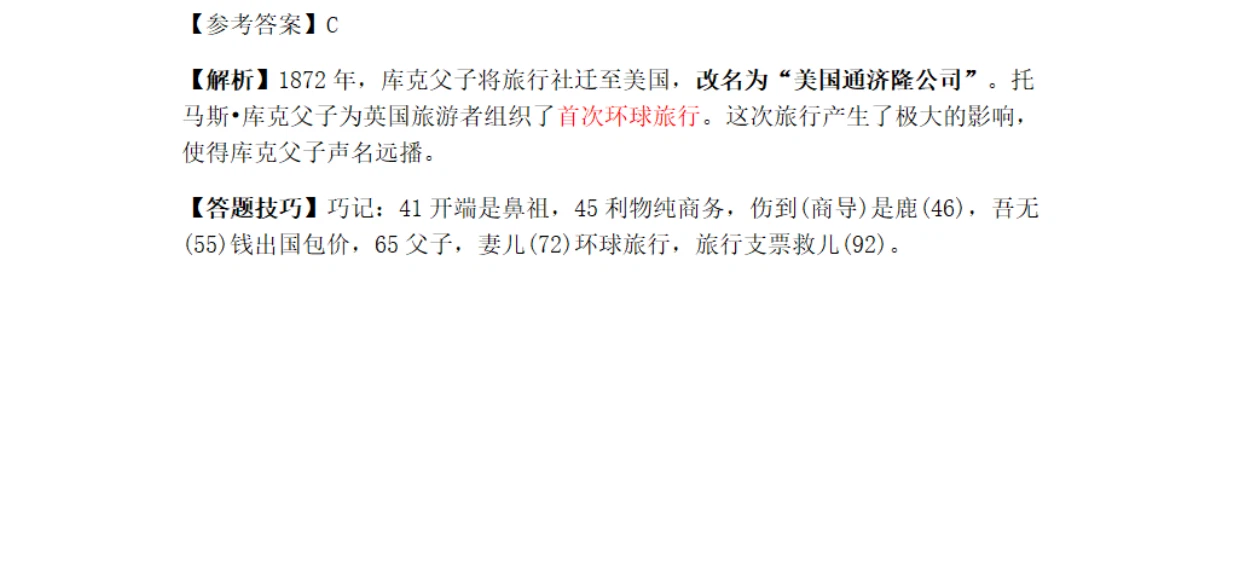 【参考答案】C
【解析】1872 年，库克父子将旅行社迁至美国，改名为“美国通济隆公司”。托
马斯•库克父子为英国旅游者组织了首次环球旅行。这次旅行产生了极大的影响，
使得库克父子声名远播。
【答题技巧】巧记：41 开端是鼻祖，45 利物纯商务，伤到(商导)是鹿(46)，吾无
(55)钱出国包价，65 父子，妻儿(72)环球旅行，旅行支票救儿(92)。